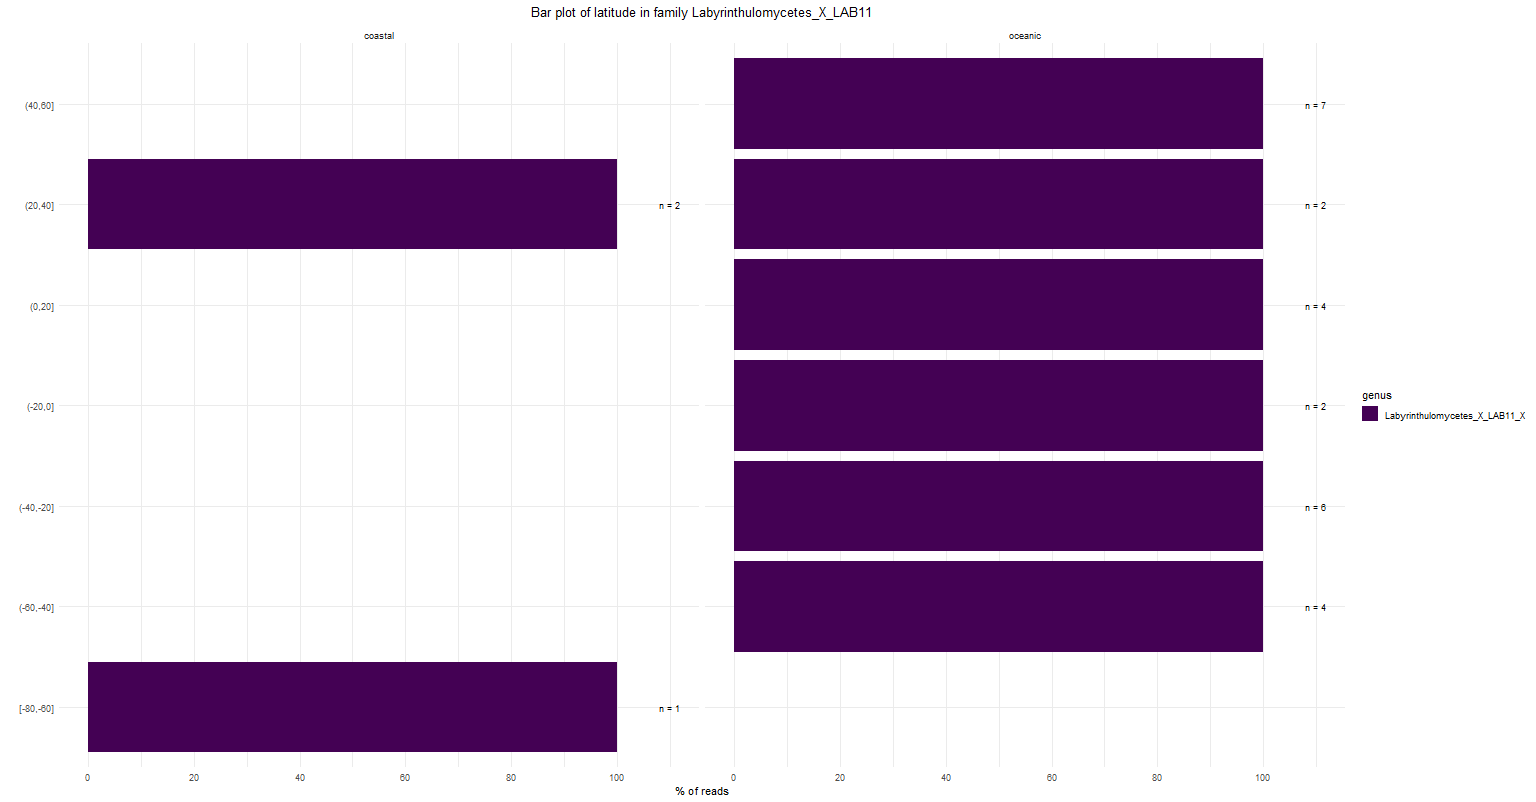 Bar plot of latitude in family Labyrinthulomycetes_X_LAB11
coastal
oceanic
(40,60]
n = 7
(20,40]
n = 2
n = 2
(0,20]
n = 4
(-20,0]
n = 2
genus
Labyrinthulomycetes_X_LAB11_X
(-40,-20]
n = 6
(-60,-40]
n = 4
[-80,-60]
n = 1
0 20 40 60 80 100
0 20 40 60 80 100
% of reads